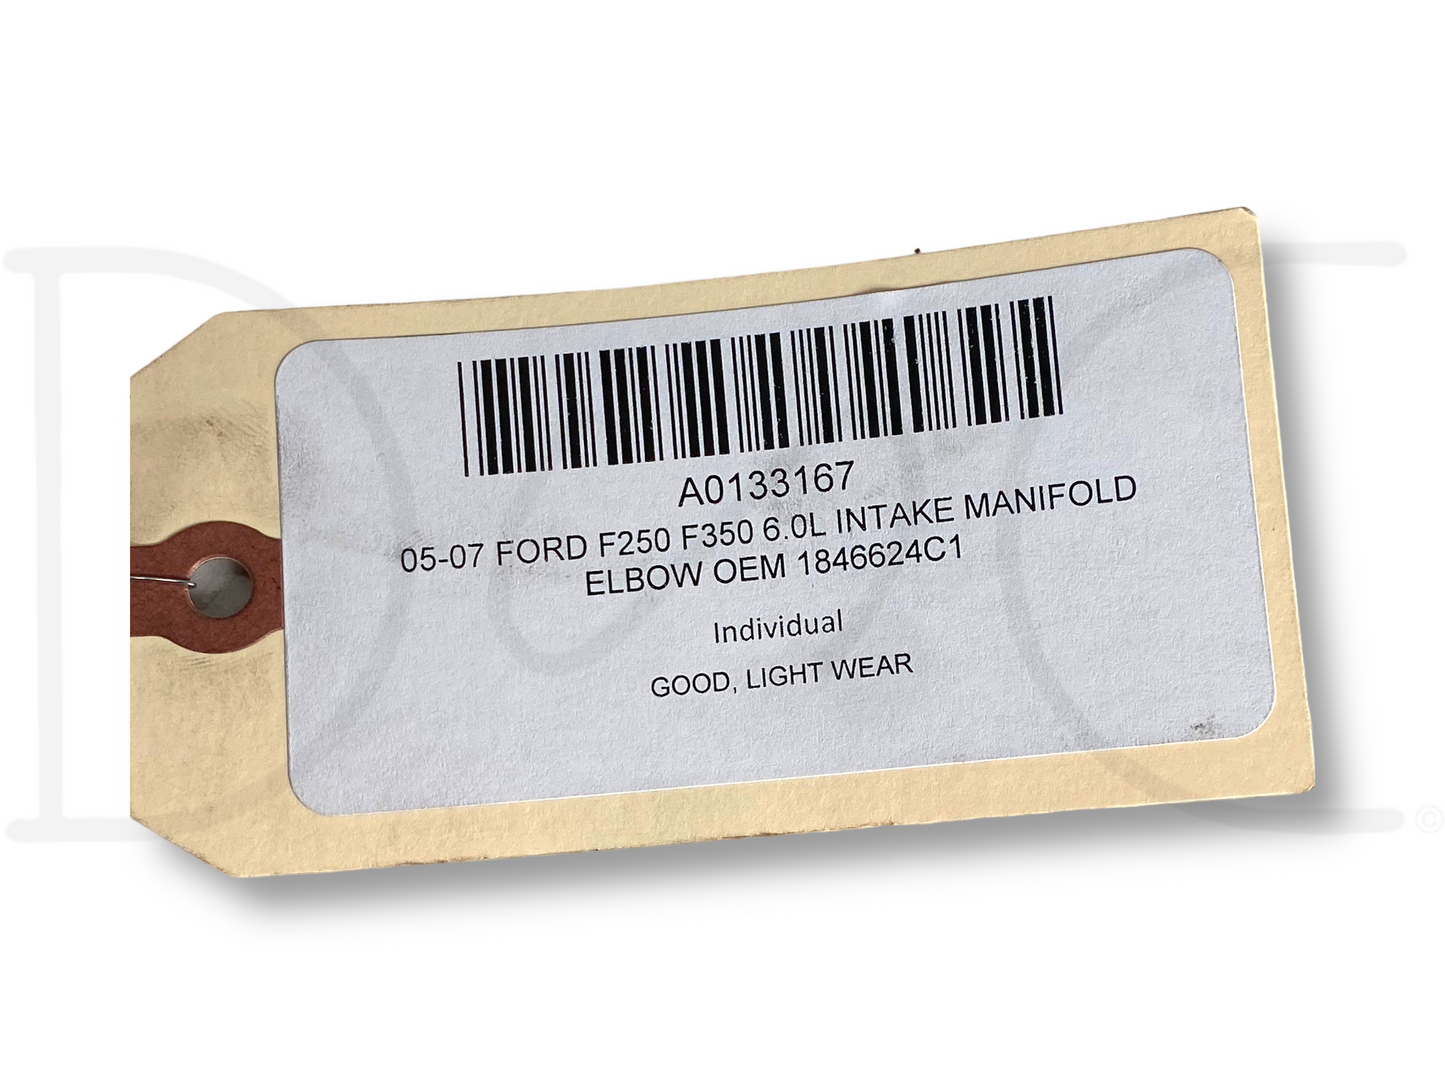 A0133167
05-07 FORD F250 F350 6.0L INTAKE MANIFOLD
ELBOW OEM 1846624C1
Individual
GOOD, LIGHT WEAR
©